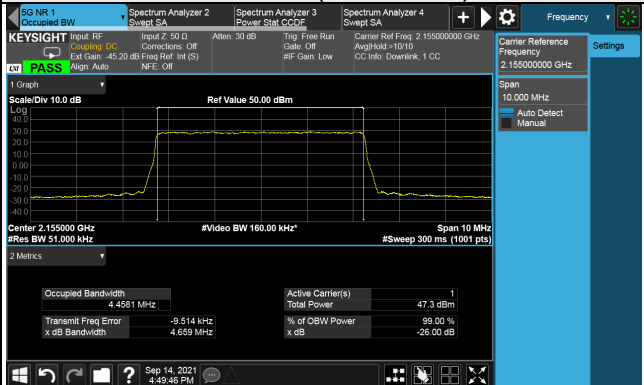 5G NR 1
Occupied BW
Spectrum Analyzer 2
Swept SA
Spectrum Analyzer 3
Power Stat CCDF
Spectrum Analyzer 4
Swept SA
+
Frequency
KEYSIGHT
Input: RF
Coupling: DC
Ext Gain: -45.20 dB
Align: Auto
Input Z: 50 Ω
Corrections: Off
Freq Ref: Int (S)
NFE: Off
Atten: 30 dB
Trig: Free Run
Gate: Off
#IF Gain: Low
Carrier Ref Freq: 2.155000000 GHz
Avg|Hold:>10/10
CC Info: Downlink, 1 CC
LXI PASS
Carrier Reference
Frequency
2.155000000 GHz
Settings
Span
10.000 MHz
Auto Detect
Manual
1 Graph
Scale/Div 10.0 dB
Ref Value 50.00 dBm
Log
40.0
30.0
20.0
10.0
0.00
-10.0
-20.0
-30.0
-40.0
Center 2.155000 GHz
#Video BW 160.00 kHz*
Span 10 MHz
#Res BW 51.000 kHz
#Sweep 300 ms (1001 pts)
2 Metrics
Occupied Bandwidth
4.4581 MHz
Active Carrier(s) 1
Total Power 47.3 dBm
Transmit Freq Error -9.514 kHz
% of OBW Power 99.00 %
x dB Bandwidth 4.659 MHz
x dB -26.00 dB
?
Sep 14, 2021
4:49:46 PM